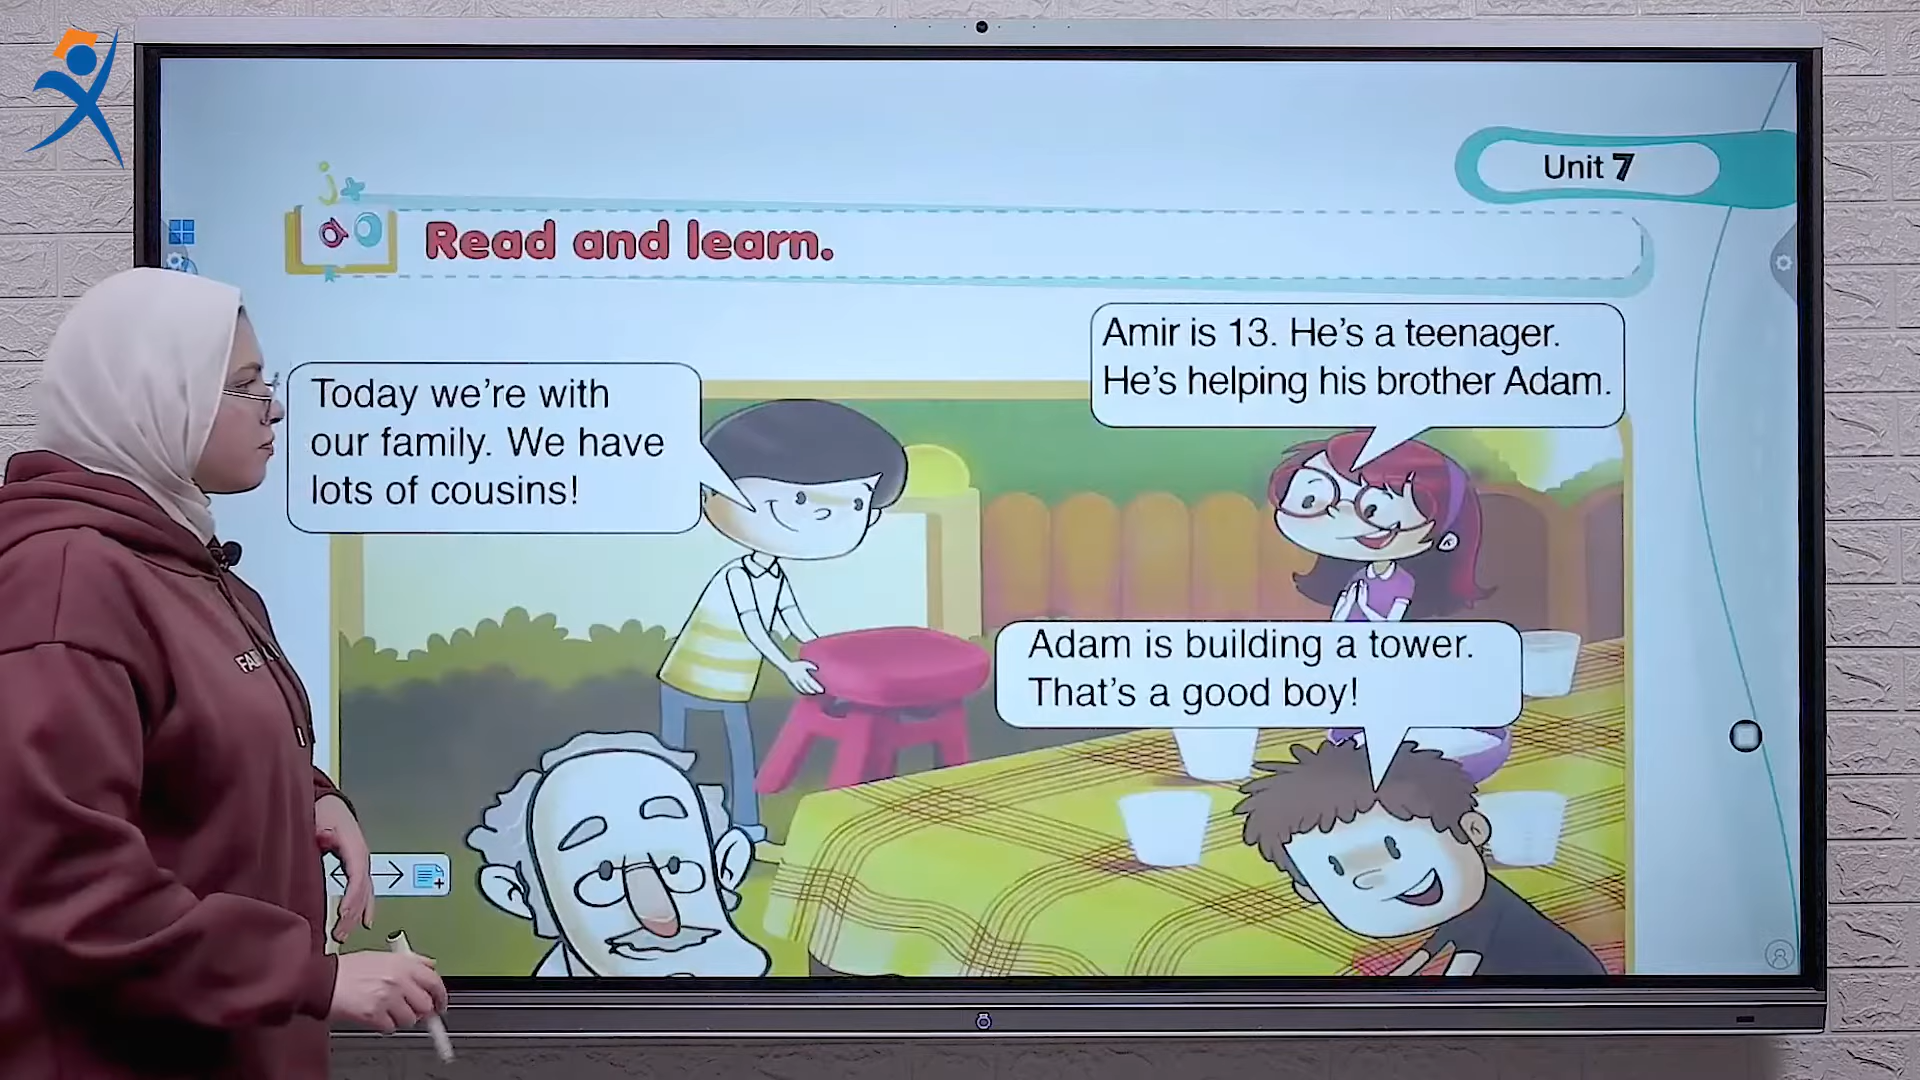 Unit 7
Read and learn.
Amir is 13. He's a teenager.
He's helping his brother Adam.
Today we're with
our family. We have
lots of cousins!
Adam is building a tower.
That's a good boy!